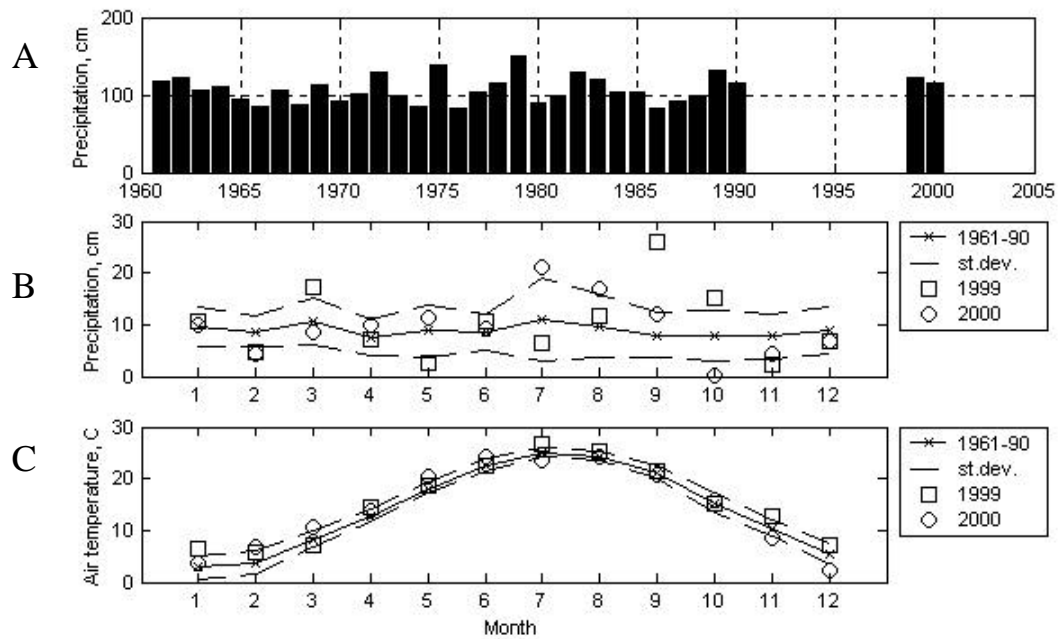 A
Precipitation, cm
200
100
0
1960 1965 1970 1975 1980 1985 1990 1995 2000 2005
B
Precipitation, cm
30
20
10
0
1 2 3 4 5 6 7 8 9 10 11 12
1961-90
st.dev.
1999
2000
C
Air temperature, C
30
20
10
0
1 2 3 4 5 6 7 8 9 10 11 12
Month
1961-90
st.dev.
1999
2000